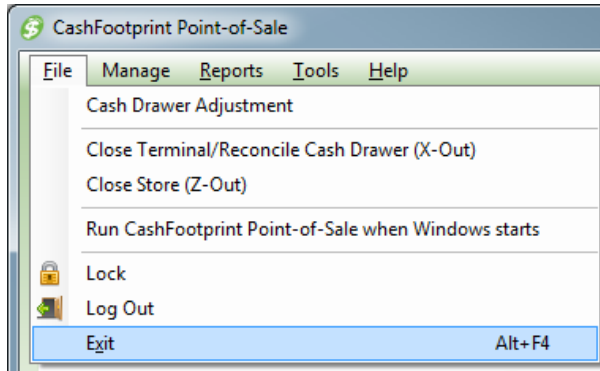 CashFootprint Point-of-Sale
File Manage Reports Tools Help
Cash Drawer Adjustment
Close Terminal/Reconcile Cash Drawer (X-Out)
Close Store (Z-Out)
Run CashFootprint Point-of-Sale when Windows starts
Lock
Log Out
Exit Alt+F4